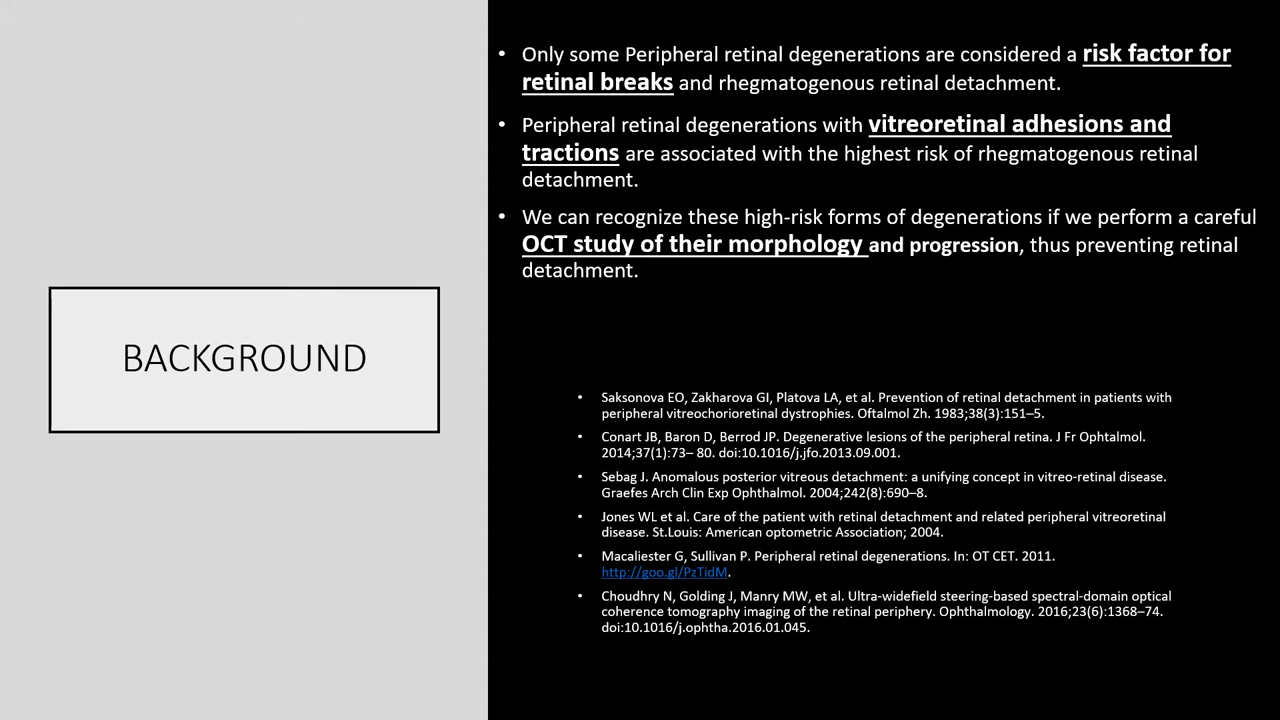 BACKGROUND
• Only some Peripheral retinal degenerations are considered a risk factor for
retinal breaks and rhegmatogenous retinal detachment.
• Peripheral retinal degenerations with vitreoretinal adhesions and
tractions are associated with the highest risk of rhegmatogenous retinal
detachment.
• We can recognize these high-risk forms of degenerations if we perform a careful
OCT study of their morphology and progression, thus preventing retinal
detachment.
• Saksonova EO, Zakharova GI, Platova LA, et al. Prevention of retinal detachment in patients with
peripheral vitreochorioretinal dystrophies. Oftalmol Zh. 1983;38(3):151–5.
• Conart JB, Baron D, Berrod JP. Degenerative lesions of the peripheral retina. J Fr Ophtalmol.
2014;37(1):73– 80. doi:10.1016/j.jfo.2013.09.001.
• Sebag J. Anomalous posterior vitreous detachment: a unifying concept in vitreo-retinal disease.
Graefes Arch Clin Exp Ophthalmol. 2004;242(8):690–8.
• Jones WL et al. Care of the patient with retinal detachment and related peripheral vitreoretinal
disease. St.Louis: American optometric Association; 2004.
• Macaliester G, Sullivan P. Peripheral retinal degenerations. In: OT CET. 2011.
http://goo.gl/PzTidM.
• Choudhry N, Golding J, Manry MW, et al. Ultra-widefield steering-based spectral-domain optical
coherence tomography imaging of the retinal periphery. Ophthalmology. 2016;23(6):1368–74.
doi:10.1016/j.ophtha.2016.01.045.